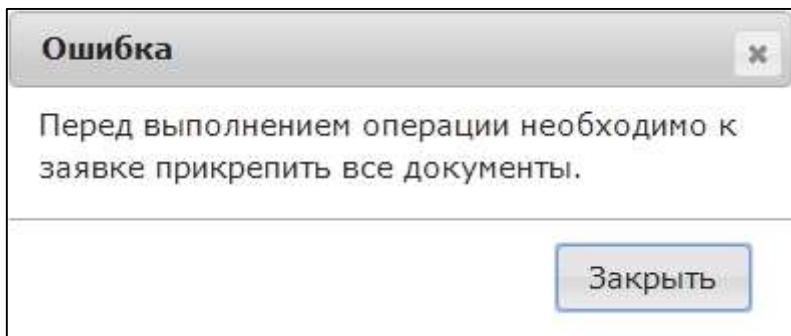 Ошибка
Перед выполнением операции необходимо к
заявке прикрепить все документы.
Закрыть